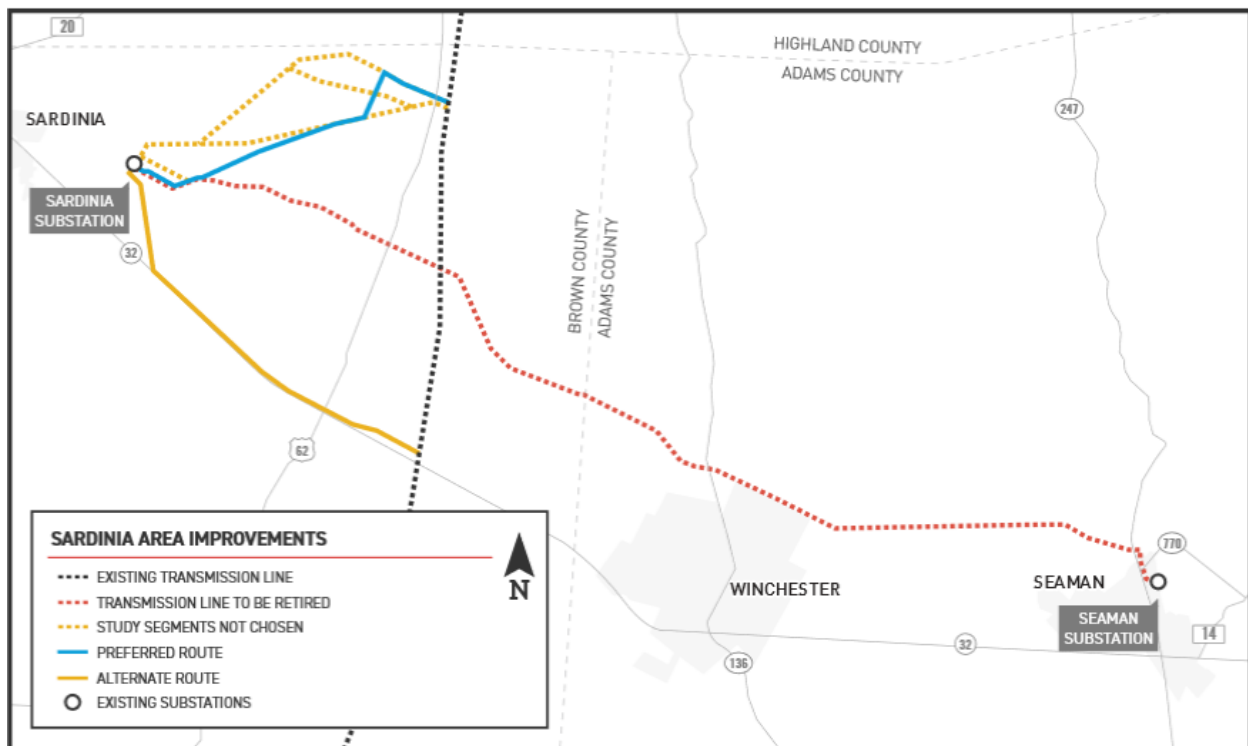 20
HIGHLAND COUNTY
ADAMS COUNTY
247
SARDINIA
SARDINIA
SUBSTATION
32
BROWN COUNTY
ADAMS COUNTY
62
SARDINIA AREA IMPROVEMENTS
EXISTING TRANSMISSION LINE
TRANSMISSION LINE TO BE RETIRED
STUDY SEGMENTS NOT CHOSEN
PREFERRED ROUTE
ALTERNATE ROUTE
EXISTING SUBSTATIONS
N
WINCHESTER
136
32
SEAMAN
770
SEAMAN
SUBSTATION
14